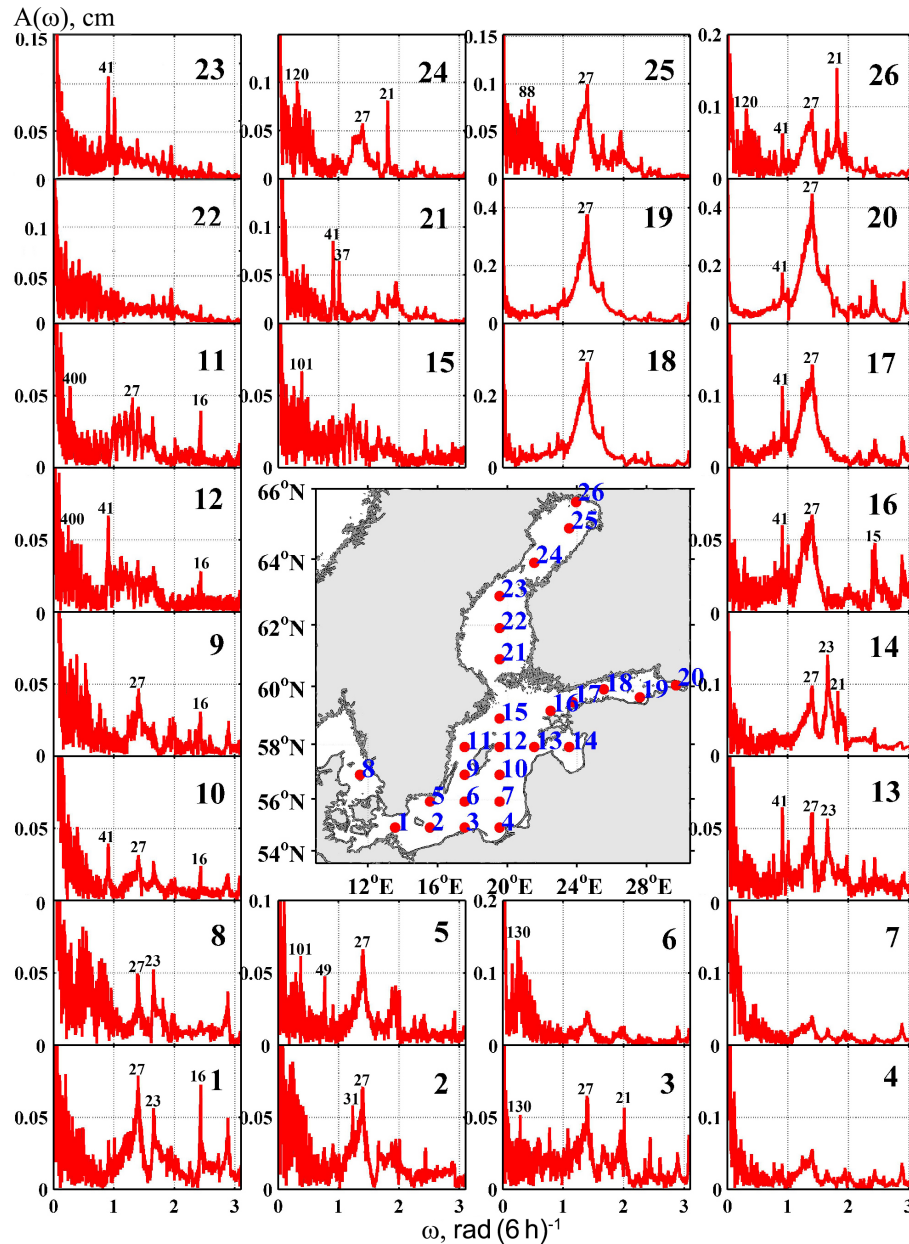 A(ω), cm
0.15 0.1 0.05 0 41 23
0.1 0.05 0 120 27 21 24
0.15 0.1 0.05 0 88 27 25
0.2 0.1 0 120 41 27 21 26
0.1 0.05 0 22
0.1 0.05 0 41 37 21
0.4 0.2 0 27 19
0.4 0.2 0 41 27 20
0.05 0 400 27 16 11
0.05 0 101 15
0.2 0 27 18
0.1 0 41 27 17
0.05 0 400 41 16 12
0.05 0 41 27 15 16
0.05 0 27 16 9
0.1 0 27 23 21 14
0.05 0 41 27 16 10
0.05 0 41 27 23 13
66°N
64°N
62°N
60°N
58°N
56°N
54°N
12°E 16°E 20°E 24°E 28°E
26
25
24
23
22
21
20
19
18
17
16
15
14
13
12
11
10
9
8
7
6
5
4
3
2
1
0.05 0 27 23 8
0.1 0.05 0 101 49 27 5
0.2 0.1 0 130 6
0.1 0 7
0.05 0 27 23 16 1
0.05 0 31 27 2
0.05 0 130 27 21 3
0.1 0 4
0 1 2 3
0 1 2 3
0 1 2 3
0 1 2 3
ω, rad (6 h)⁻¹